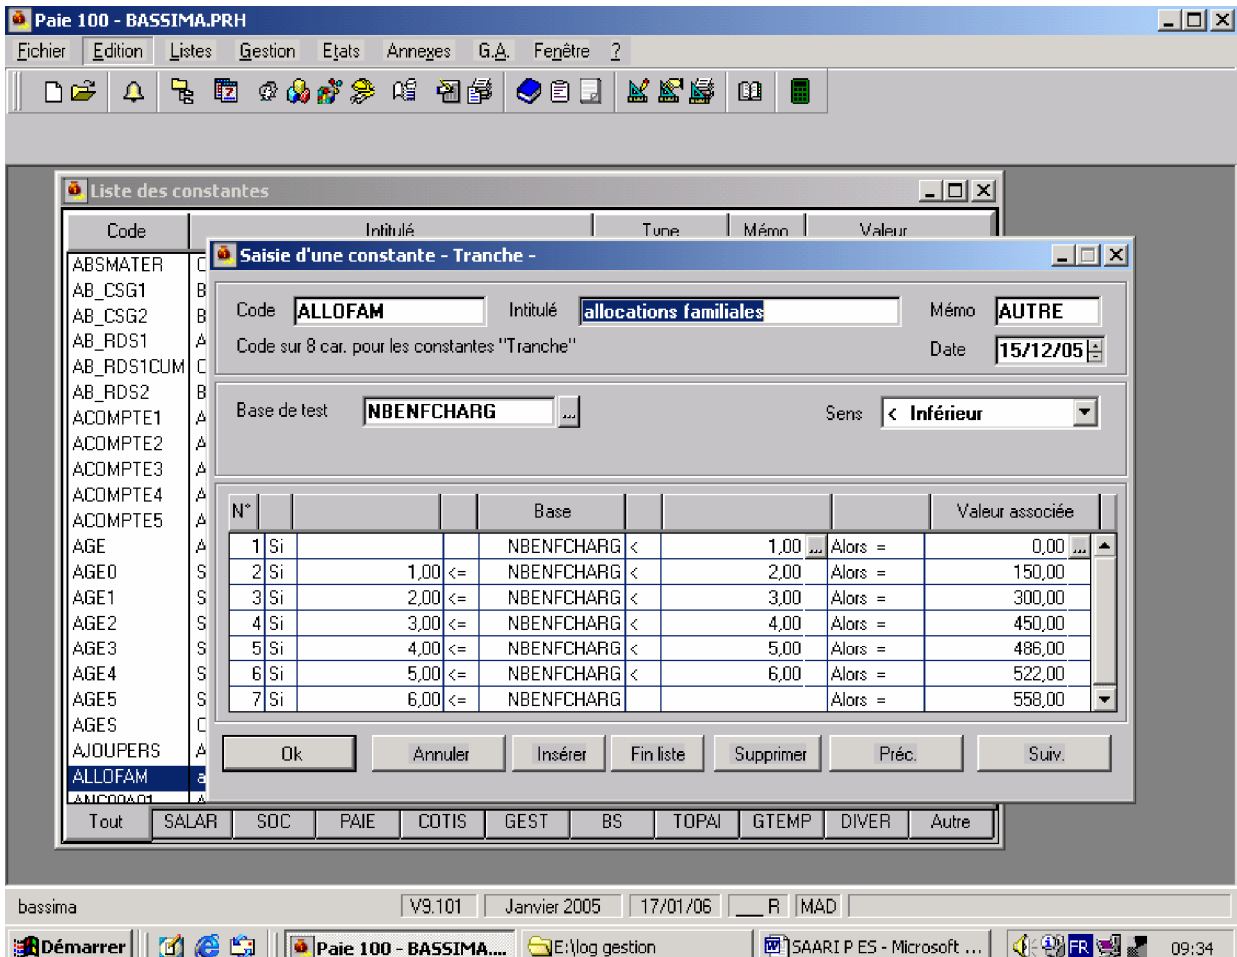 Paie 100 - BASSIMA.PRH
Fichier Edition Listes Gestion Etats Annexes G.A. Fenêtre ?
Liste des constantes
Code Intitulé Type Mémo Valeur
Saisie d'une constante - Tranche -
ABSMATER
AB_CSG1
AB_CSG2
AB_RDS1
AB_RDS1CUM
AB_RDS2
ACOMPTE1
ACOMPTE2
ACOMPTE3
ACOMPTE4
ACOMPTE5
AGE
AGE0
AGE1
AGE2
AGE3
AGE4
AGE5
AGES
AJOUPERS
ALLOFAM
ANC00A01
Code ALLOFAM Intitulé allocations familiales Mémo AUTRE
Code sur 8 car. pour les constantes "Tranche" Date 15/12/05
Base de test NBENFCHARG ... Sens < Inférieur
N° Base Valeur associée
1 Si NBENFCHARG < 1,00 ... Alors = 0,00 ...
2 Si 1,00 <= NBENFCHARG < 2,00 Alors = 150,00
3 Si 2,00 <= NBENFCHARG < 3,00 Alors = 300,00
4 Si 3,00 <= NBENFCHARG < 4,00 Alors = 450,00
5 Si 4,00 <= NBENFCHARG < 5,00 Alors = 486,00
6 Si 5,00 <= NBENFCHARG < 6,00 Alors = 522,00
7 Si 6,00 <= NBENFCHARG Alors = 558,00
Ok Annuler Insérer Fin liste Supprimer Préc. Suiv.
Tout SALAR SOC PAIE COTIS GEST BS TOPAI GTEMP DIVER Autre
bassima V9.101 Janvier 2005 17/01/06 ___ R MAD
Démarrer Paie 100 - BASSIMA.... E:\log gestion SAARI P ES - Microsoft ... FR 09:34